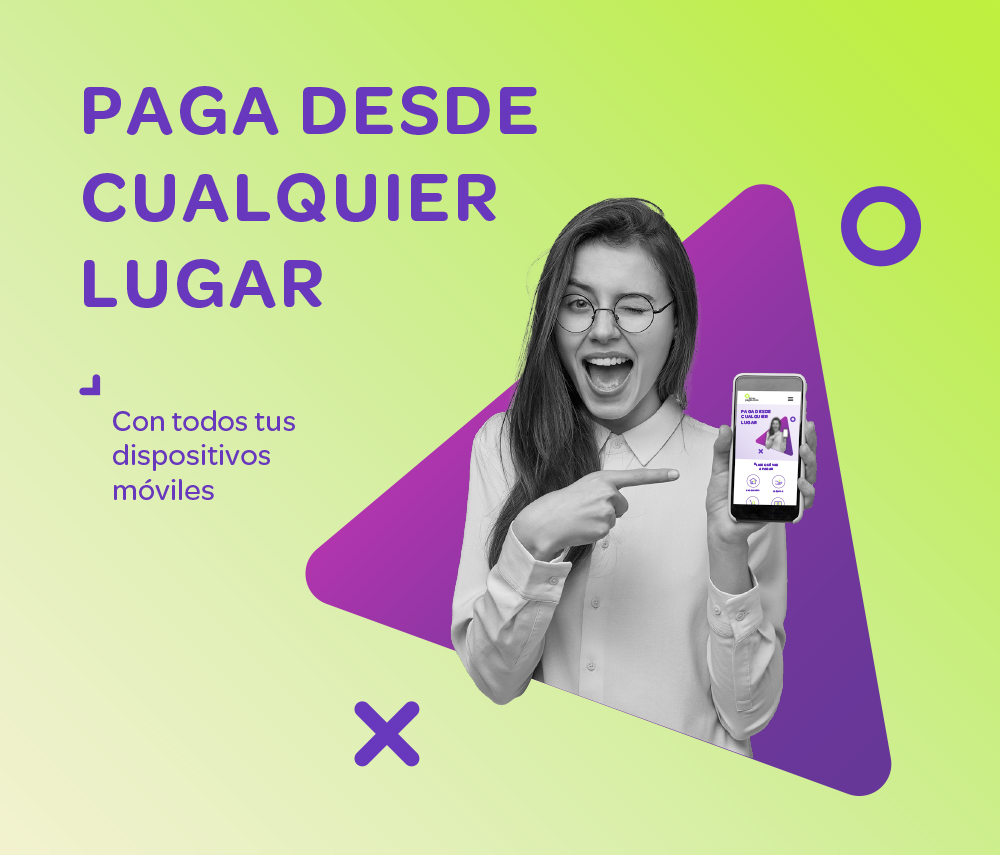 PAGA DESDE
CUALQUIER
LUGAR
Con todos tus
dispositivos
móviles
PAGA DESDE
CUALQUIER
LUGAR